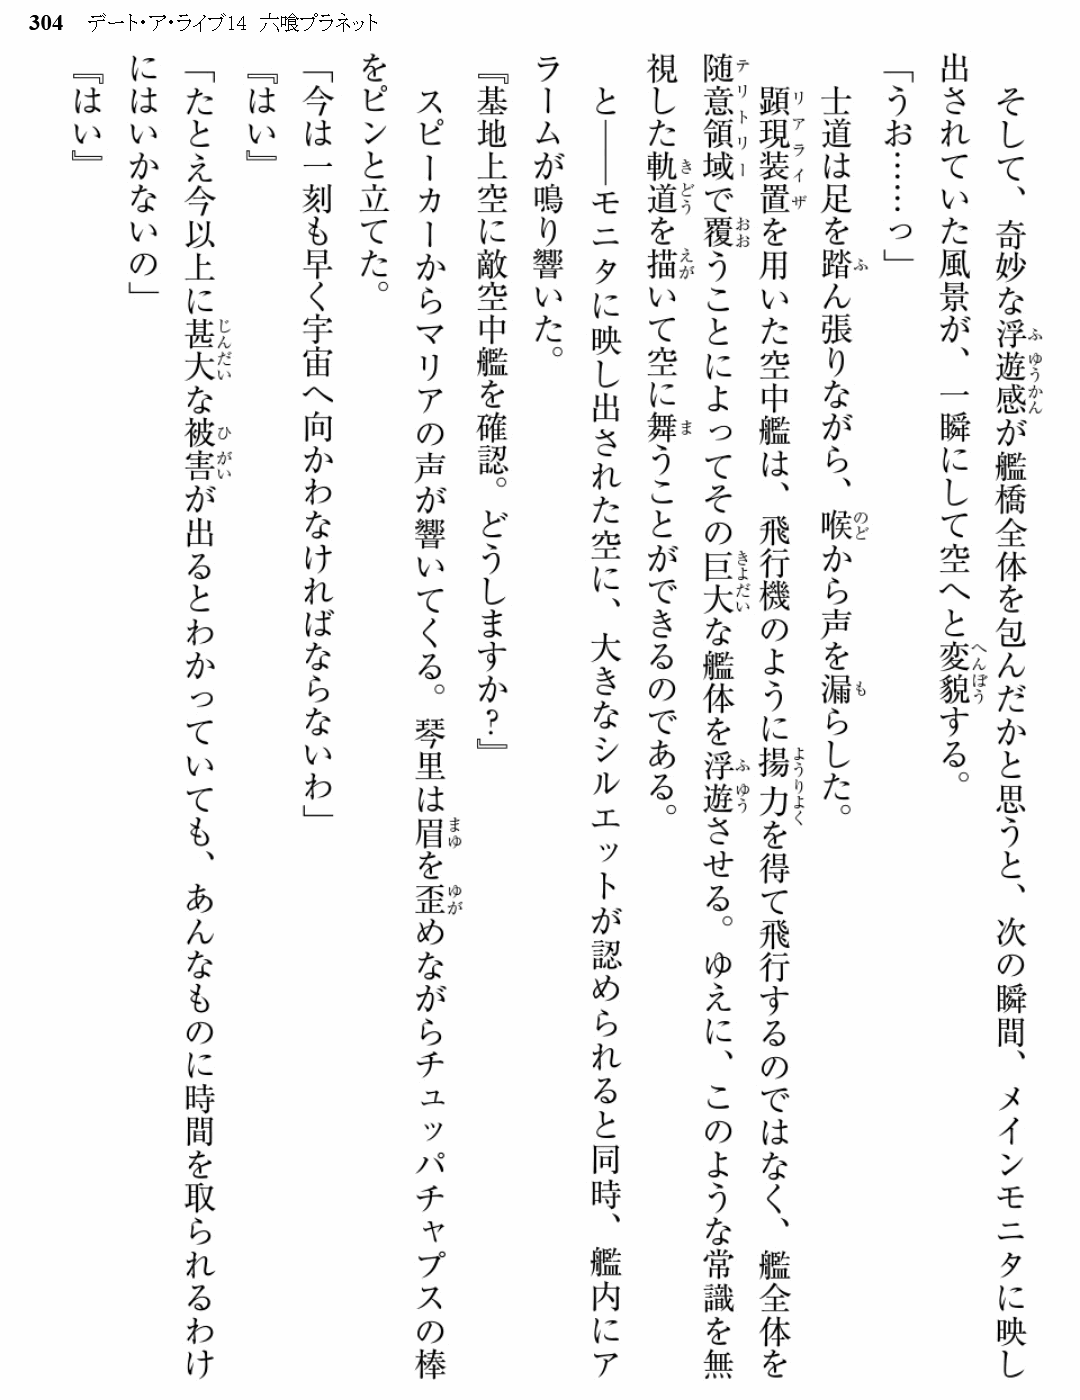 304 デート・ア・ライブ14 六喰プラネット
そして、奇妙な浮遊感が艦橋全体を包んだかと思うと、次の瞬間、メインモニタに映し
出されていた風景が、一瞬にして空へと変貌する。
「うお……っ」
士道は足を踏ん張りながら、喉から声を漏らした。
顕現装置を用いた空中艦は、飛行機のように揚力を得て飛行するのではなく、艦全体を
随意領域で覆うことによってその巨大な艦体を浮遊させる。ゆえに、このような常識を無
視した軌道を描いて空に舞うことができるのである。
と――モニタに映し出された空に、大きなシルエットが認められると同時、艦内にア
ラームが鳴り響いた。
『基地上空に敵空中艦を確認。どうしますか？』
スピーカーからマリアの声が響いてくる。琴里は眉を歪めながらチュッパチャプスの棒
をピンと立てた。
「今は一刻も早く宇宙へ向かわなければならないわ」
『はい』
「たとえ今以上に甚大な被害が出るとわかっていても、あんなものに時間を取られるわけ
にはいかないの」
『はい』